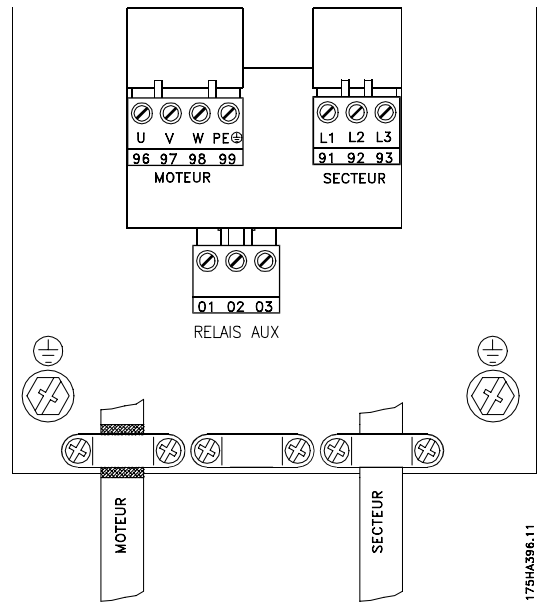 U V W PE
96 97 98 99
MOTEUR
L1 L2 L3
91 92 93
SECTEUR
01 02 03
RELAIS AUX
MOTEUR
SECTEUR
175HA396.11